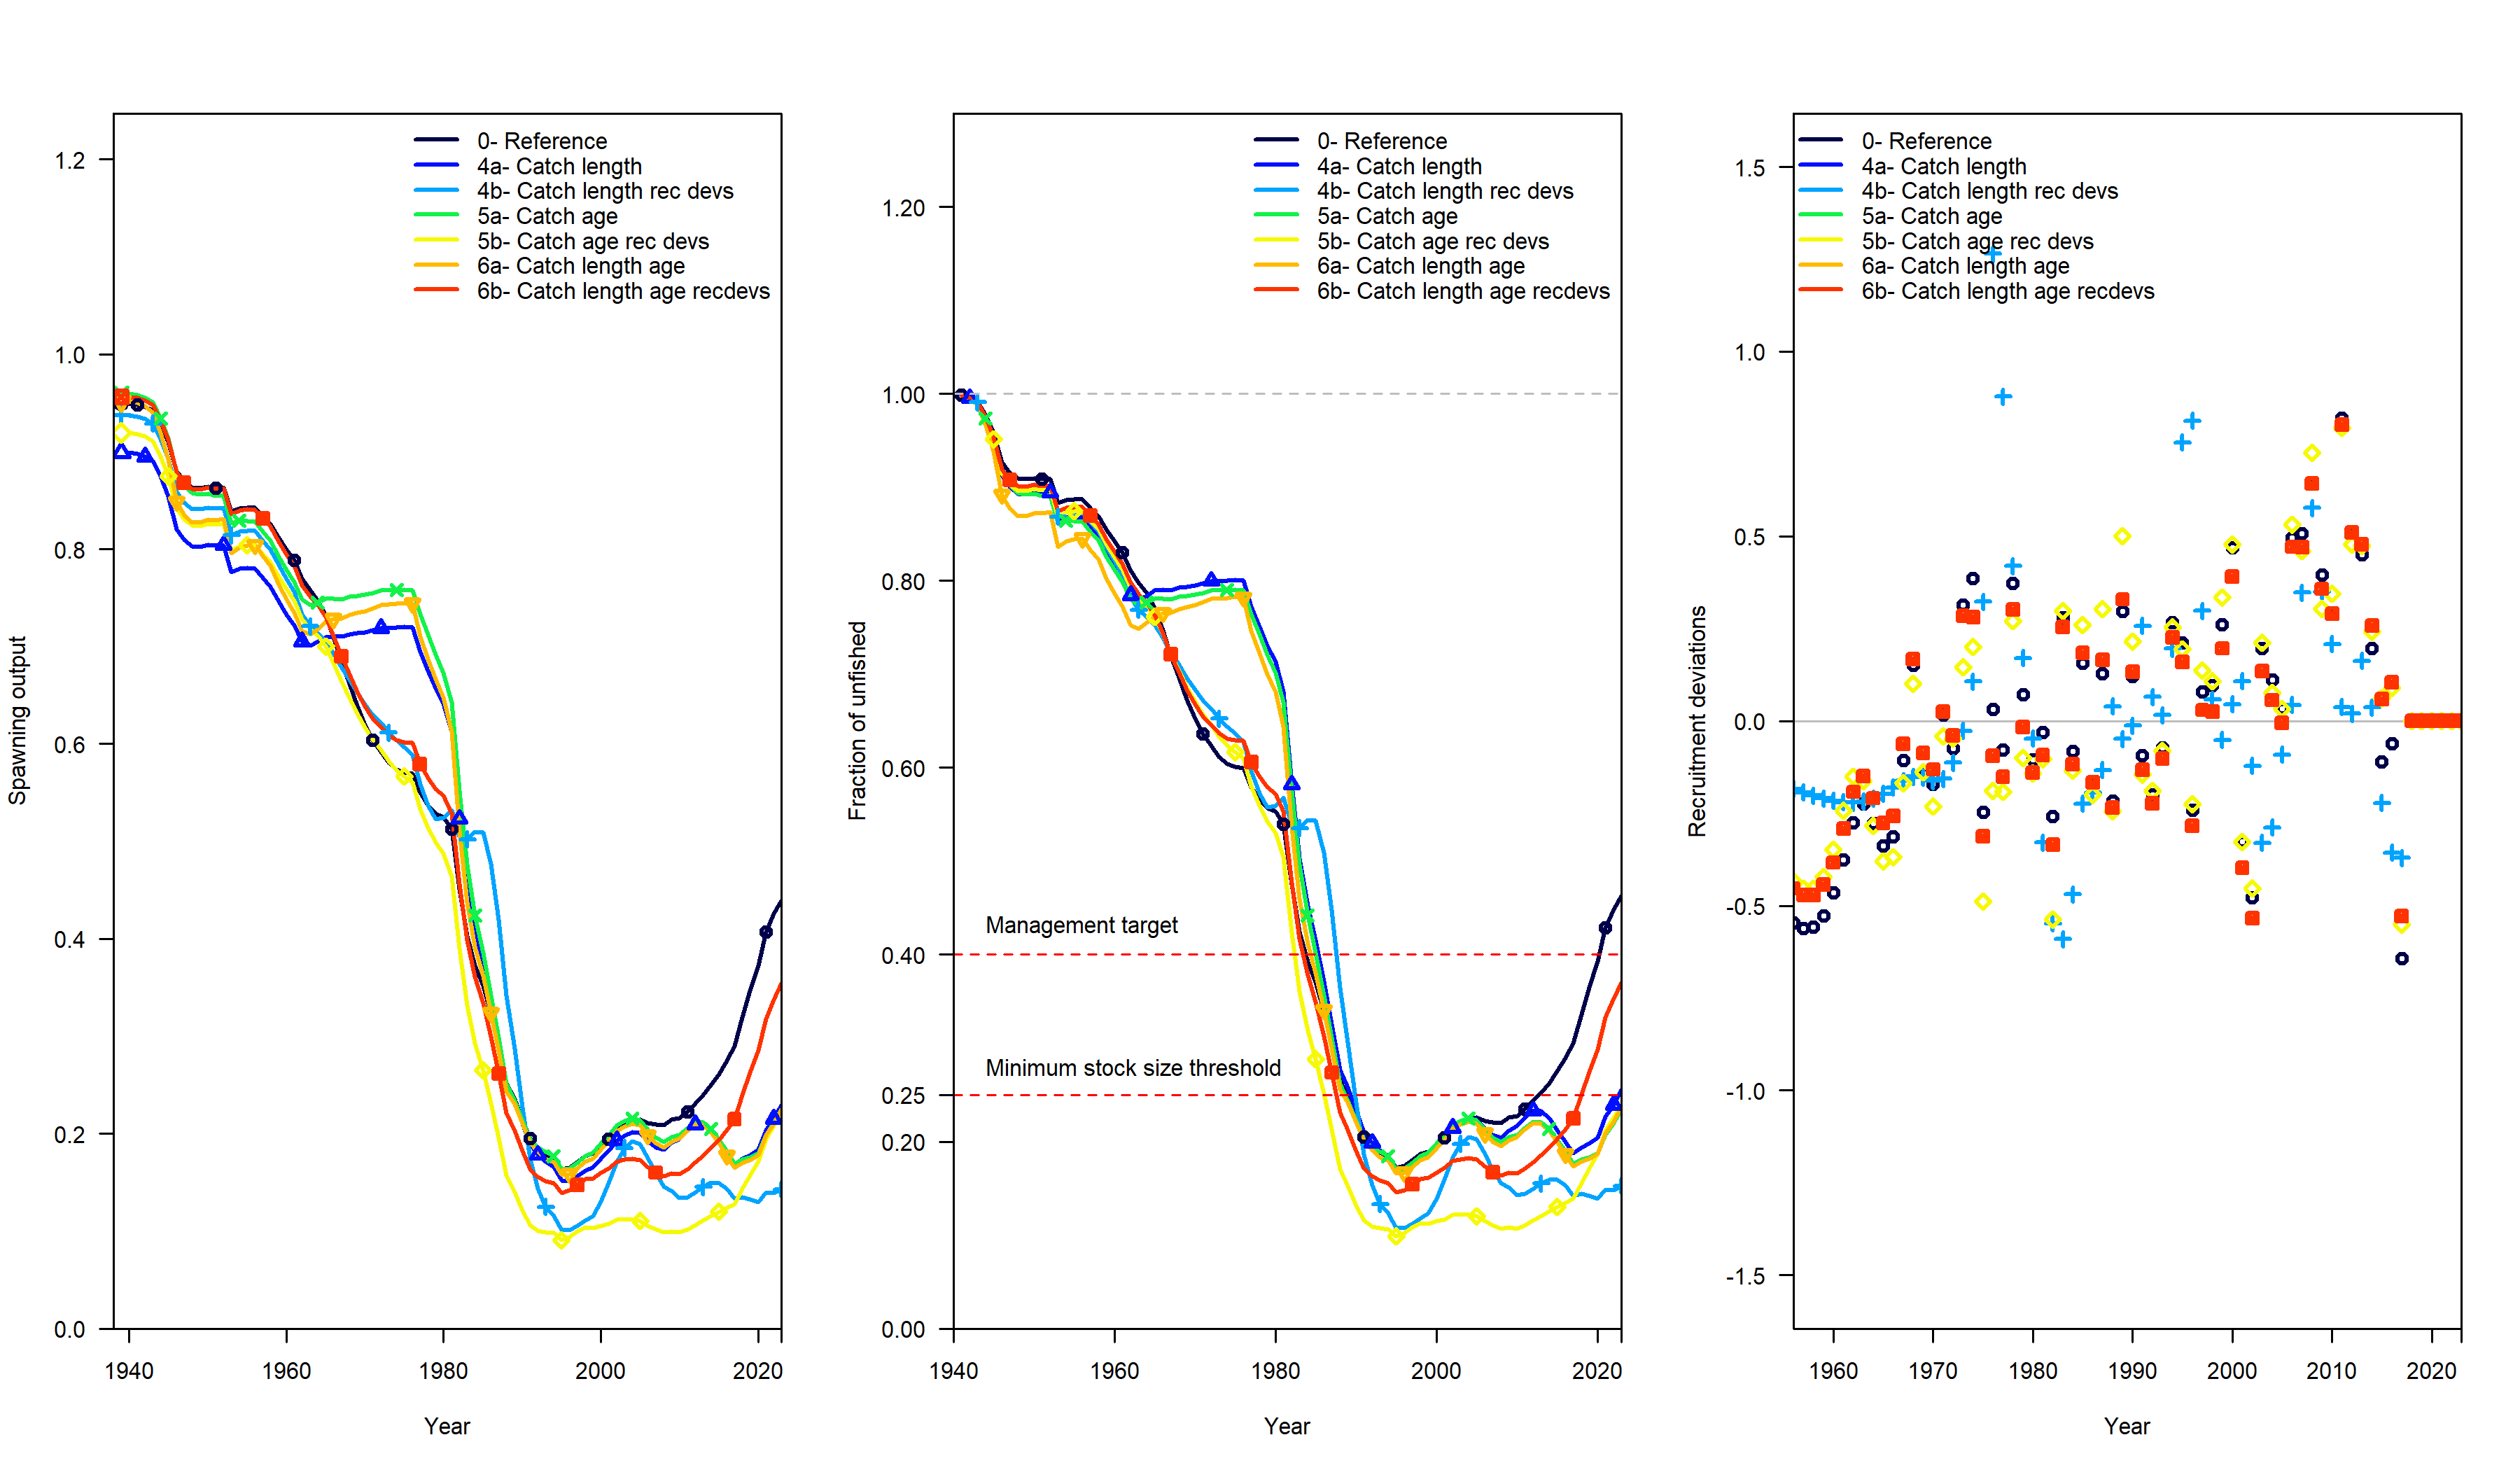 Spawning output
1.2
1.0
0.8
0.6
0.4
0.2
0.0
0- Reference
4a- Catch length
4b- Catch length rec devs
5a- Catch age
5b- Catch age rec devs
6a- Catch length age
6b- Catch length age recdevs
1940 1960 1980 2000 2020
Year
Fraction of unfished
1.20
1.00
0.80
0.60
0.40
0.25
0.20
0.00
0- Reference
4a- Catch length
4b- Catch length rec devs
5a- Catch age
5b- Catch age rec devs
6a- Catch length age
6b- Catch length age recdevs
Management target
Minimum stock size threshold
1940 1960 1980 2000 2020
Year
Recruitment deviations
1.5
1.0
0.5
0.0
-0.5
-1.0
-1.5
0- Reference
4a- Catch length
4b- Catch length rec devs
5a- Catch age
5b- Catch age rec devs
6a- Catch length age
6b- Catch length age recdevs
1960 1970 1980 1990 2000 2010 2020
Year